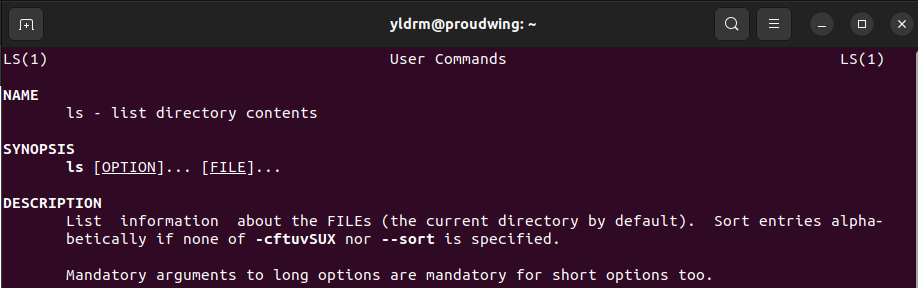 yldrm@proudwing: ~
LS(1) User Commands LS(1)
NAME
ls - list directory contents
SYNOPSIS
ls [OPTION]... [FILE]...
DESCRIPTION
List information about the FILEs (the current directory by default). Sort entries alpha-
betically if none of -cftuvSUX nor --sort is specified.
Mandatory arguments to long options are mandatory for short options too.